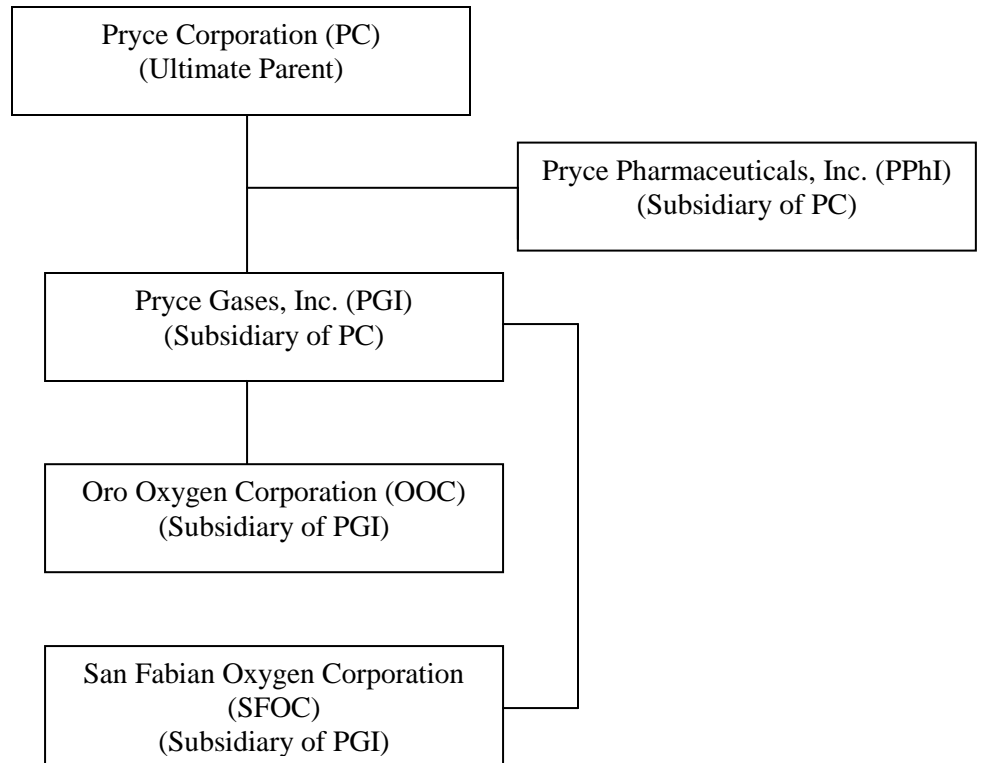 Pryce Corporation (PC)
(Ultimate Parent)
Pryce Pharmaceuticals, Inc. (PPhI)
(Subsidiary of PC)
Pryce Gases, Inc. (PGI)
(Subsidiary of PC)
Oro Oxygen Corporation (OOC)
(Subsidiary of PGI)
San Fabian Oxygen Corporation
(SFOC)
(Subsidiary of PGI)